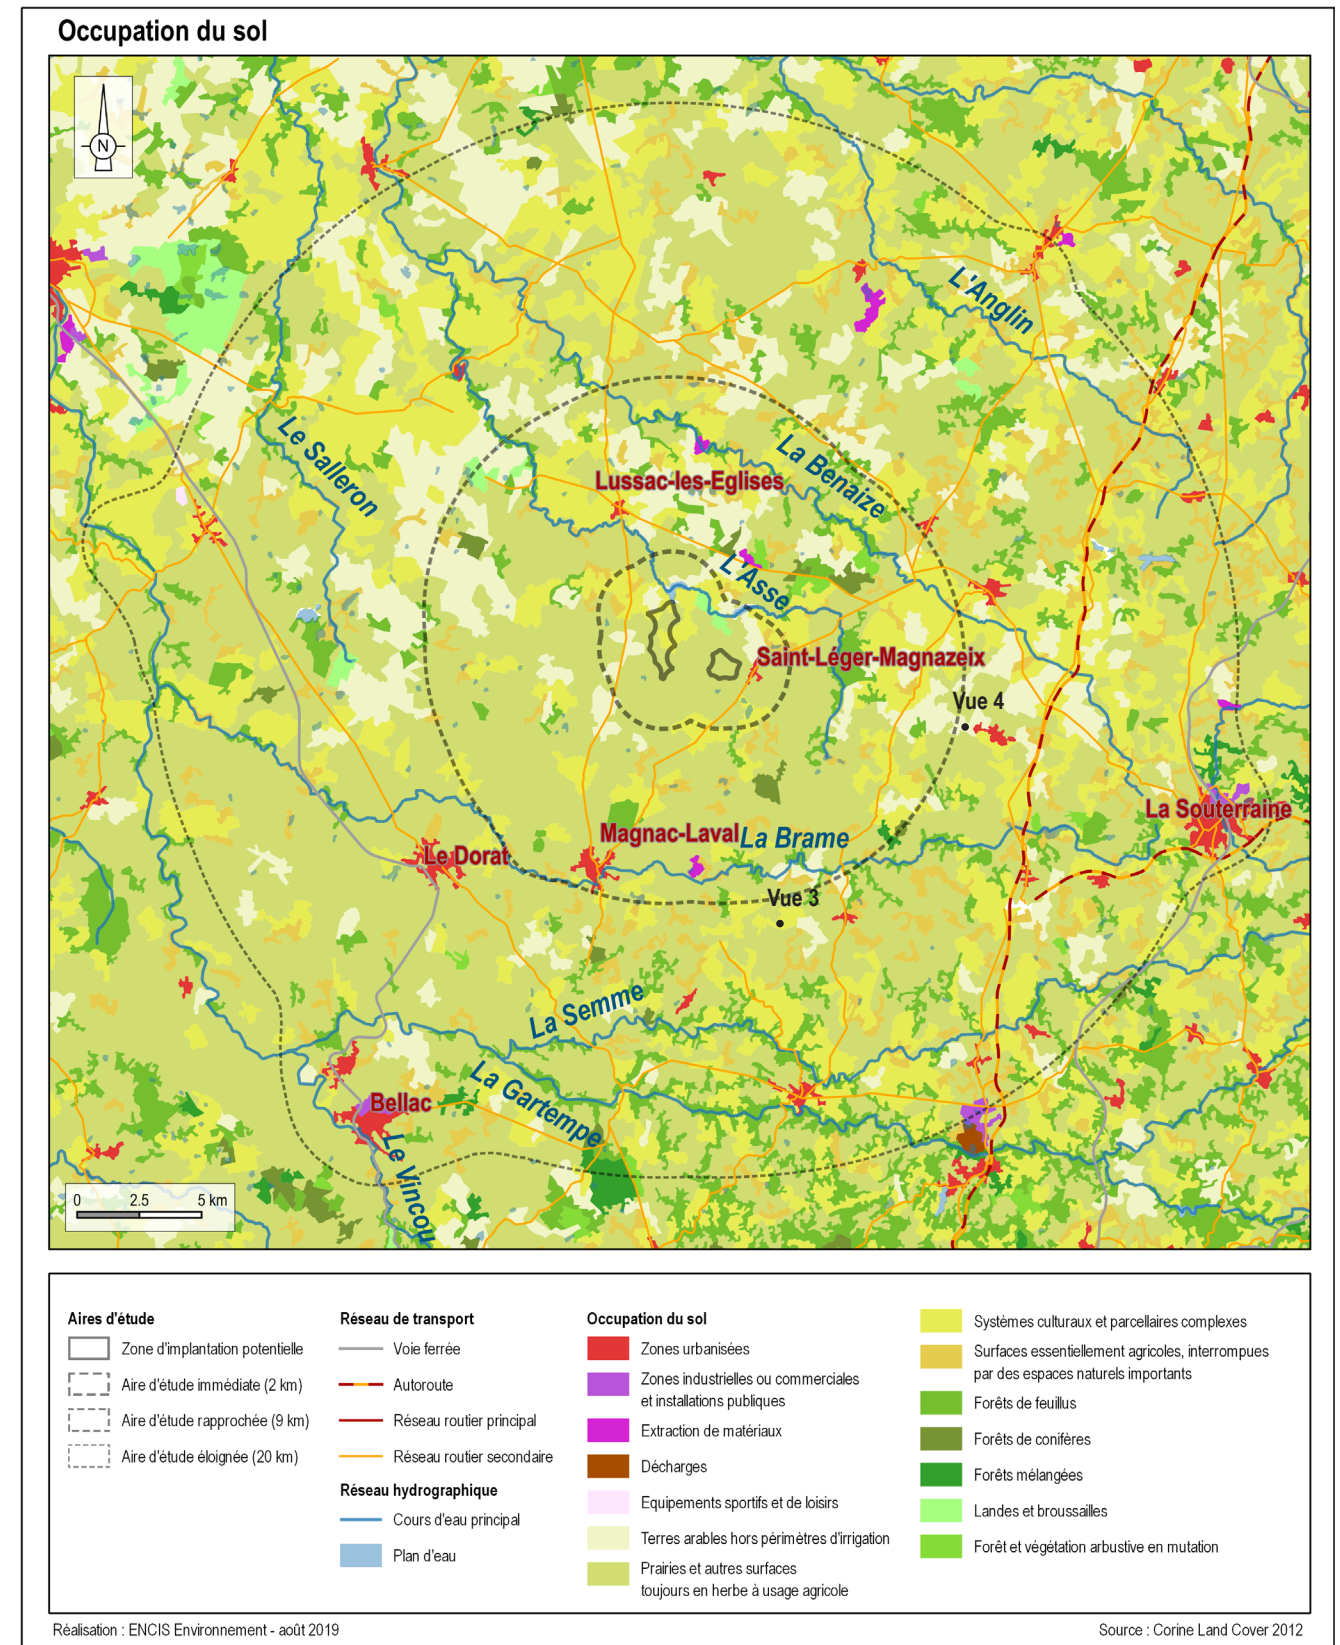 Occupation du sol
N
L'Anglin
Le Salleron
La Benaize
Lussac-les-Eglises
L'Asse
Saint-Léger-Magnazeix
Vue 4
La Souterraine
Magnac-Laval
La Brame
Le Dorat
Vue 3
La Semme
La Gartempe
Bellac
Le Vincou
0 2.5 5 km
Aires d'étude
Zone d'implantation potentielle
Aire d'étude immédiate (2 km)
Aire d'étude rapprochée (9 km)
Aire d'étude éloignée (20 km)
Réseau de transport
Voie ferrée
Autoroute
Réseau routier principal
Réseau routier secondaire
Réseau hydrographique
Cours d'eau principal
Plan d'eau
Occupation du sol
Zones urbanisées
Zones industrielles ou commerciales
et installations publiques
Extraction de matériaux
Décharges
Equipements sportifs et de loisirs
Terres arables hors périmètres d'irrigation
Prairies et autres surfaces
toujours en herbe à usage agricole
Systèmes culturaux et parcellaires complexes
Surfaces essentiellement agricoles, interrompues
par des espaces naturels importants
Forêts de feuillus
Forêts de conifères
Forêts mélangées
Landes et broussailles
Forêt et végétation arbustive en mutation
Réalisation : ENCIS Environnement - août 2019
Source : Corine Land Cover 2012